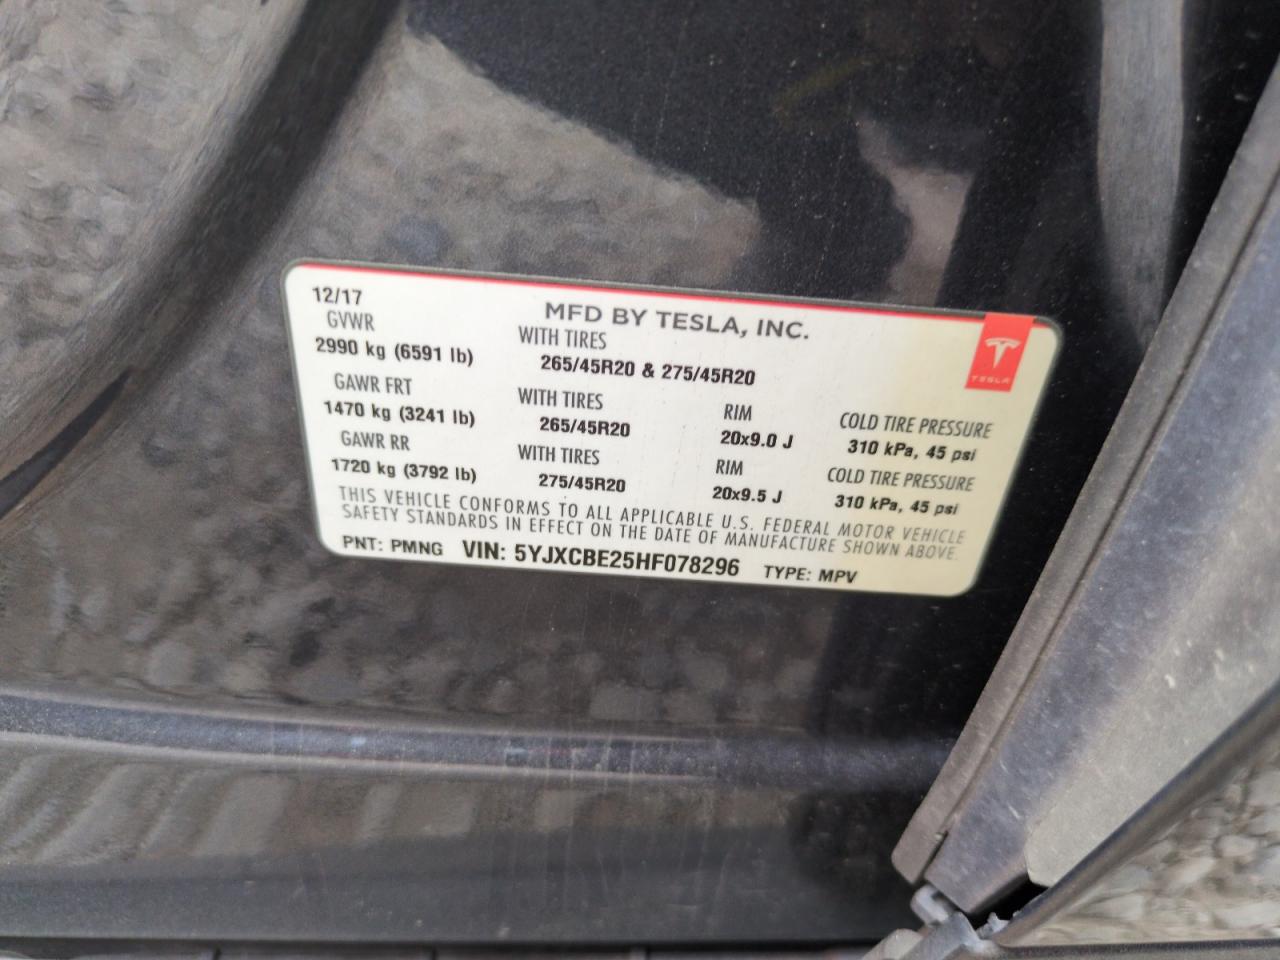 12/17
MFD BY TESLA, INC.
TESLA
GVWR
WITH TIRES
2990 kg (6591 lb)
265/45R20 & 275/45R20
GAWR FRT
WITH TIRES
RIM
COLD TIRE PRESSURE
1470 kg (3241 lb)
265/45R20
20x9.0 J
310 kPa, 45 psi
GAWR RR
WITH TIRES
RIM
COLD TIRE PRESSURE
1720 kg (3792 lb)
275/45R20
20x9.5 J
310 kPa, 45 psi
THIS VEHICLE CONFORMS TO ALL APPLICABLE U.S. FEDERAL MOTOR VEHICLE
SAFETY STANDARDS IN EFFECT ON THE DATE OF MANUFACTURE SHOWN ABOVE.
PNT: PMNG VIN: 5YJXCBE25HF078296 TYPE: MPV